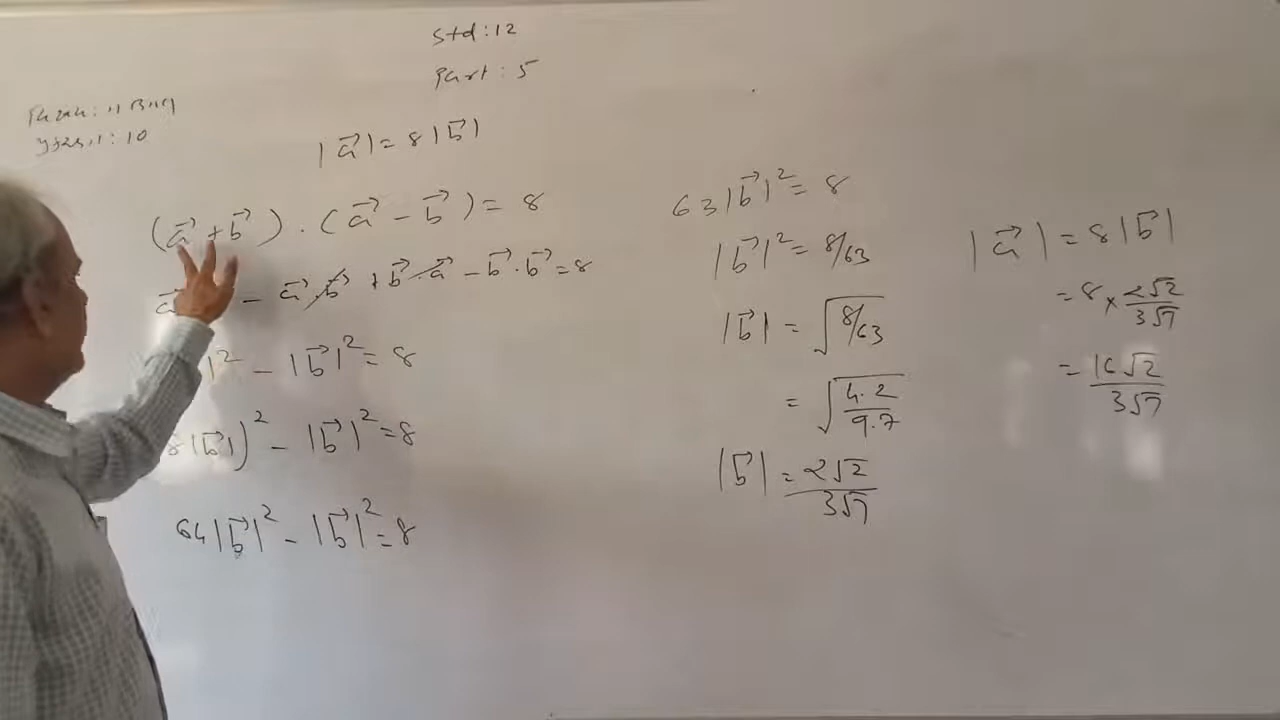 Std : 12
Part : 5
: 10
|a⃗| = 8|b⃗|
(a⃗ + b⃗) . (a⃗ - b⃗) = 8
a⃗ - a⃗ . b⃗ + b⃗ . a⃗ - b⃗ . b⃗ = 8
|² - |b⃗|² = 8
8|b⃗|)² - |b⃗|² = 8
64|b⃗|² - |b⃗|² = 8
63|b⃗|² = 8
|b⃗|² = 8/63
|b⃗| = √(8/63)
= √(4.2/9.7)
|b⃗| = 2√2/3√7
|a⃗| = 8|b⃗|
= 8 × 2√2/3√7
= 16√2/3√7